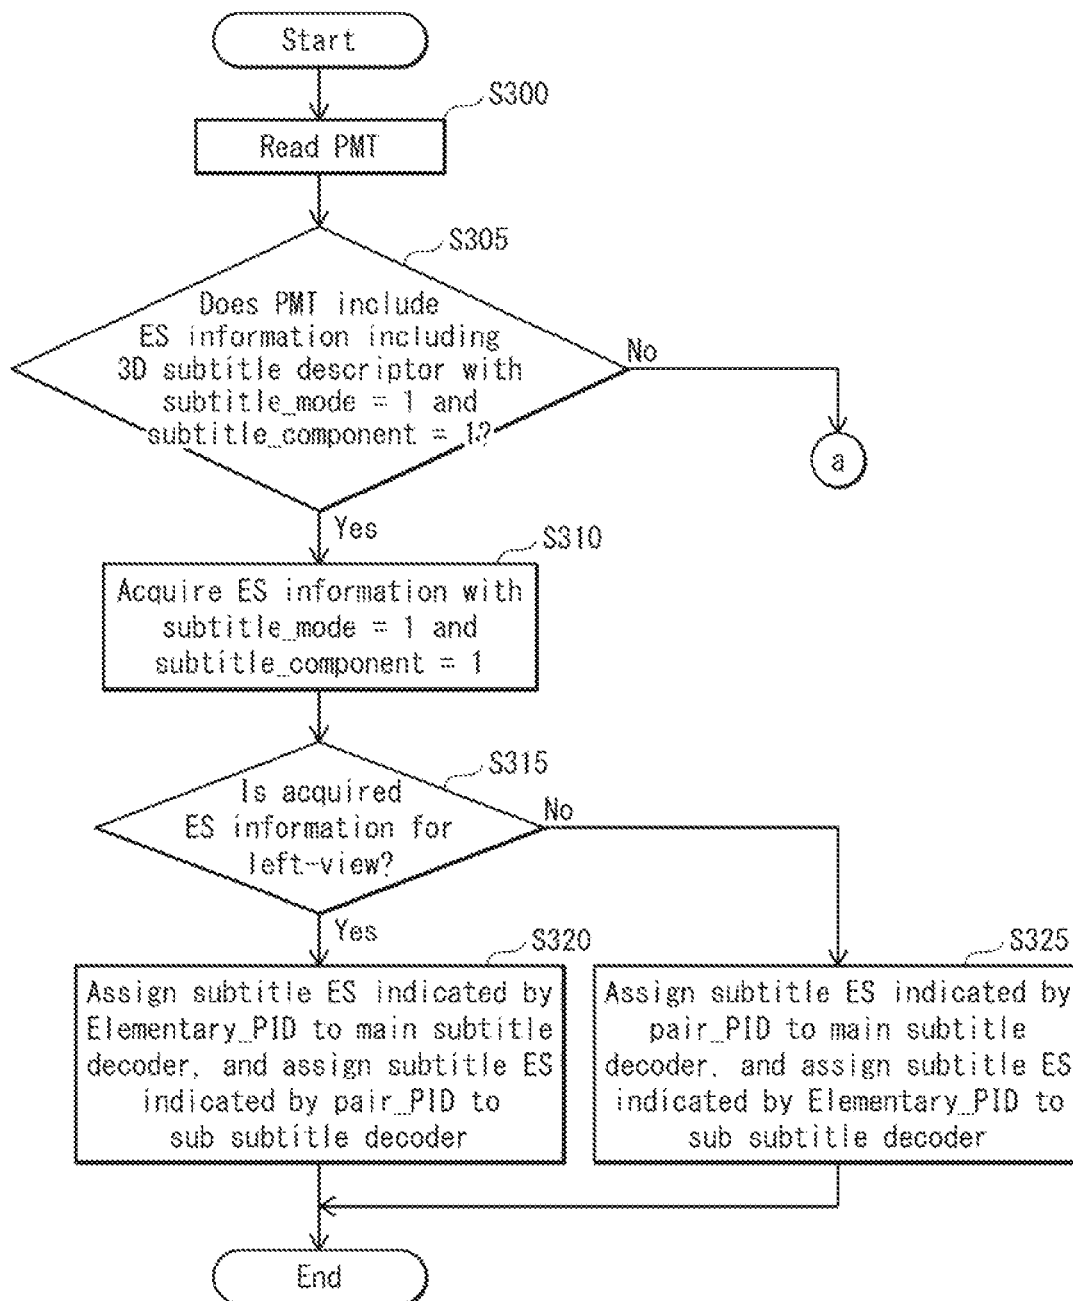 Start
S300
Read PMT
S305
Does PMT include
ES information including
3D subtitle descriptor with
subtitle_mode = 1 and
subtitle_component = 1?
No
a
Yes
S310
Acquire ES information with
subtitle_mode = 1 and
subtitle_component = 1
S315
Is acquired
ES information for
left-view?
No
Yes
S320
Assign subtitle ES indicated by
Elementary_PID to main subtitle
decoder, and assign subtitle ES
indicated by pair_PID to
sub subtitle decoder
S325
Assign subtitle ES indicated by
pair_PID to main subtitle
decoder, and assign subtitle ES
indicated by Elementary_PID to
sub subtitle decoder
End